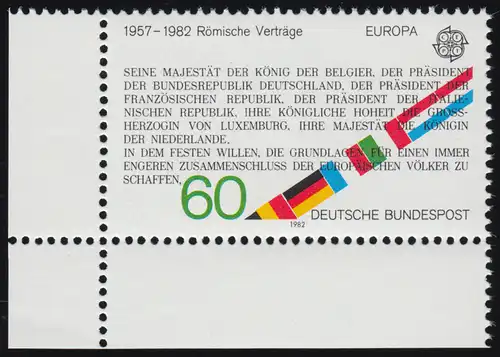 1957–1982 Römische Verträge EUROPA
SEINE MAJESTÄT DER KÖNIG DER BELGIER, DER PRÄSIDENT
DER BUNDESREPUBLIK DEUTSCHLAND, DER PRÄSIDENT DER
FRANZÖSISCHEN REPUBLIK, DER PRÄSIDENT DER ITALIE-
NISCHEN REPUBLIK, IHRE KÖNIGLICHE HOHEIT DIE GROSS-
HERZOGIN VON LUXEMBURG, IHRE MAJESTÄT DIE KÖNIGIN
DER NIEDERLANDE.
IN DEM FESTEN WILLEN, DIE GRUNDLAGEN FÜR EINEN IMMER
ENGEREN ZUSAMMENSCHLUSS DER EUROPÄISCHEN VÖLKER ZU
SCHAFFEN,
60 DEUTSCHE BUNDESPOST
1982